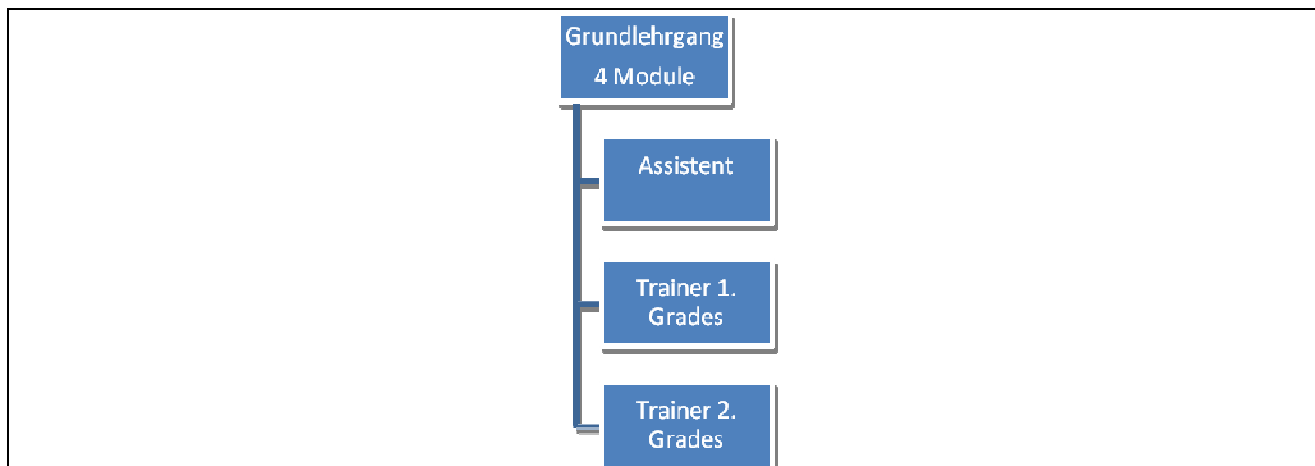 Grundlehrgang
4 Module
Assistent
Trainer 1.
Grades
Trainer 2.
Grades